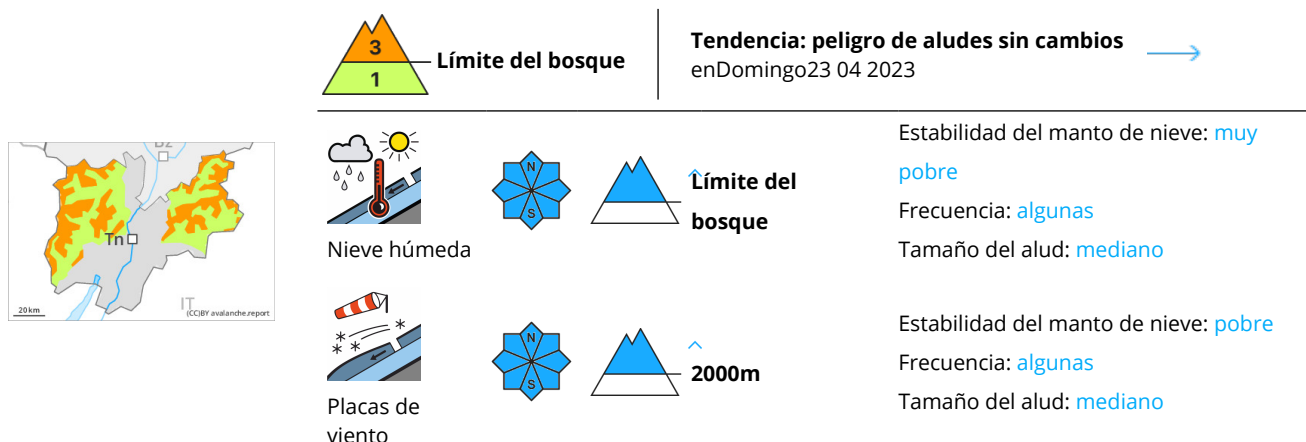 3
1
Límite del bosque
Tendencia: peligro de aludes sin cambios
enDomingo23 04 2023
BZ
Tn
IT
20 km
(CC)BY avalanche.report
N
S
Nieve húmeda
Límite del
bosque
Estabilidad del manto de nieve: muy
pobre
Frecuencia: algunas
Tamaño del alud: mediano
N
S
Placas de
viento
2000m
Estabilidad del manto de nieve: pobre
Frecuencia: algunas
Tamaño del alud: mediano